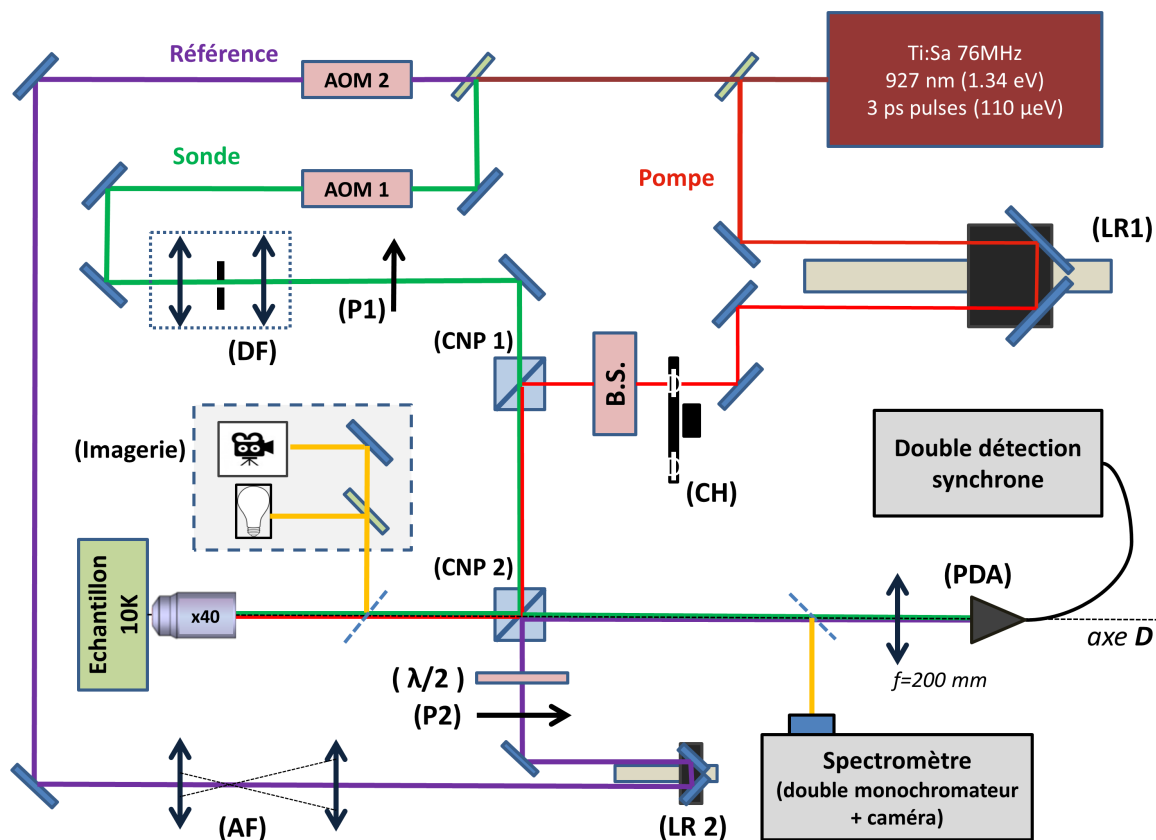 Référence
AOM 2
Ti:Sa 76MHz
927 nm (1.34 eV)
3 ps pulses (110 µeV)
Sonde
AOM 1
Pompe
(LR1)
(P1)
(DF)
(CNP 1)
B.S.
(CH)
(Imagerie)
Double détection
synchrone
(CNP 2)
(PDA)
Echantillon
10K
x40
axe D
f=200 mm
( λ/2 )
(P2)
Spectromètre
(double monochromateur
+ caméra)
(AF)
(LR 2)